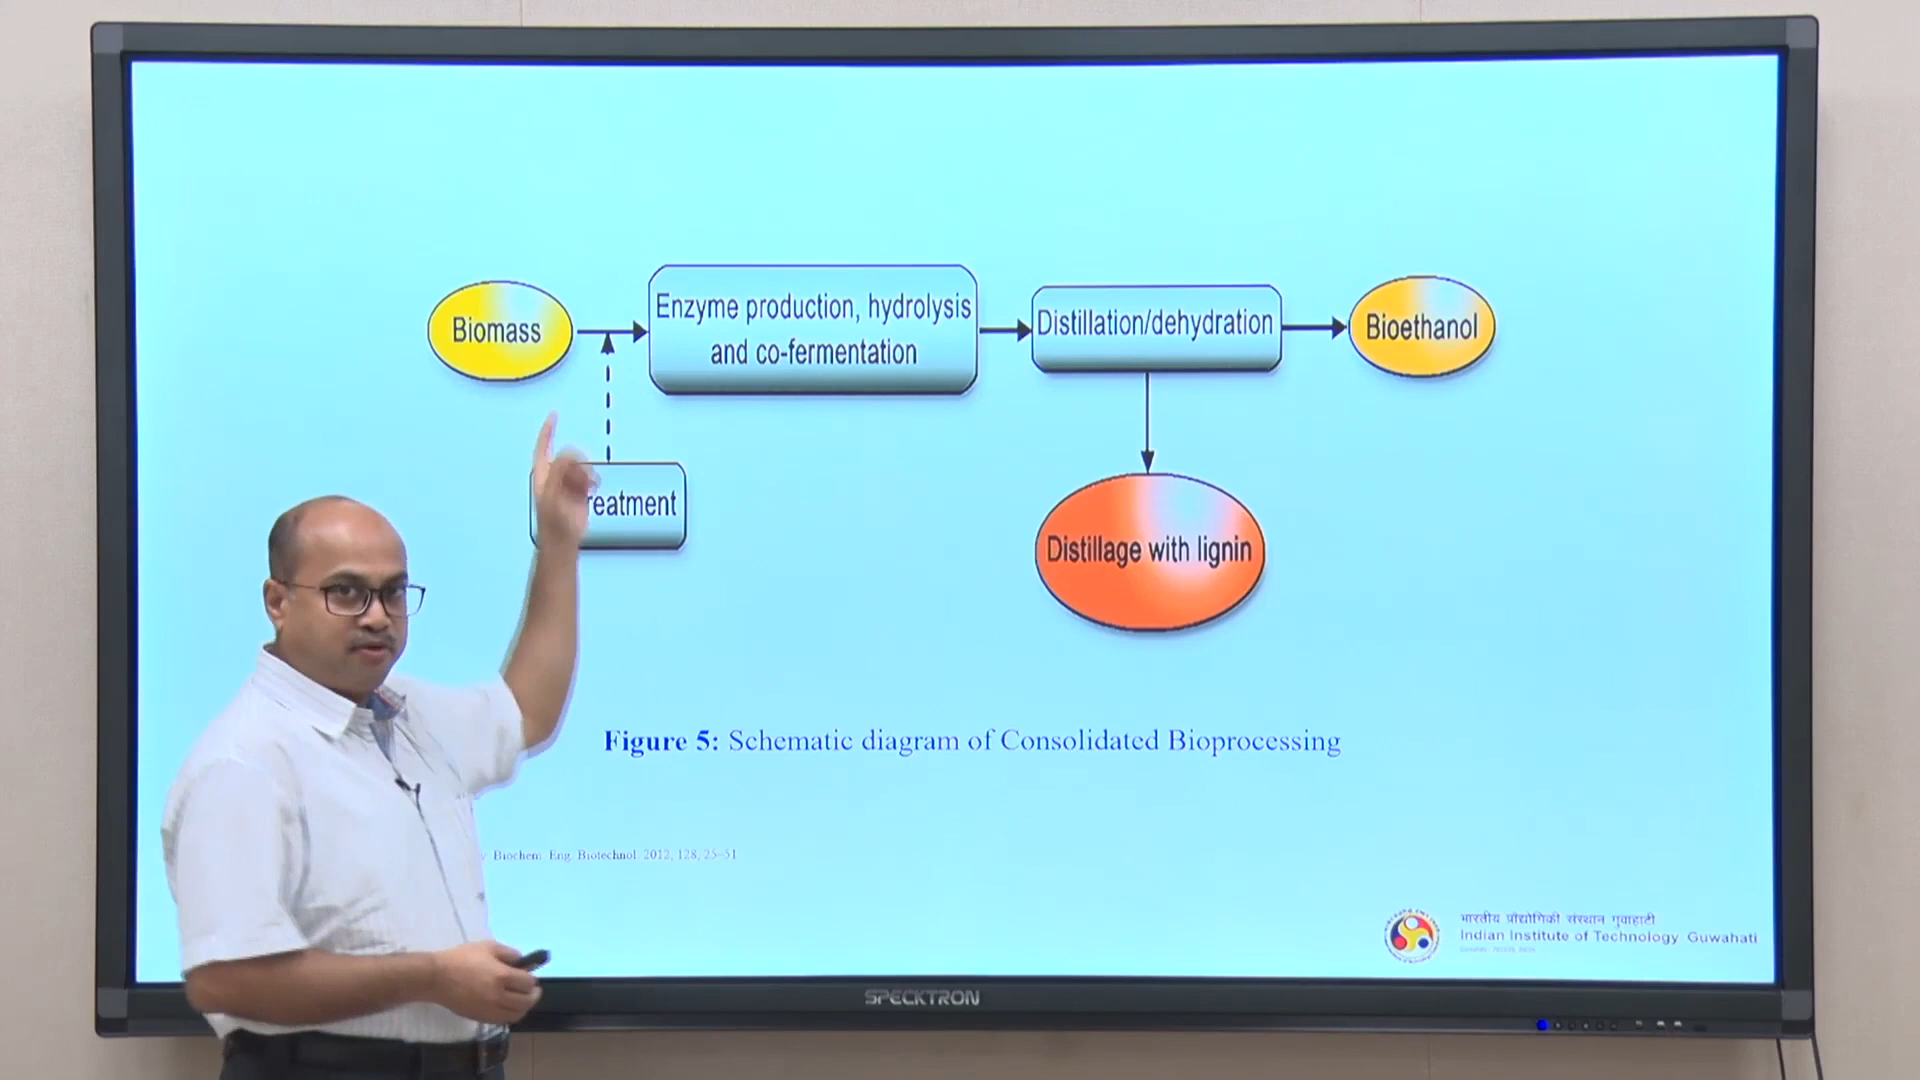 Biomass
Enzyme production, hydrolysis
and co-fermentation
Distillation/dehydration
Bioethanol
reatment
Distillage with lignin
Figure 5: Schematic diagram of Consolidated Bioprocessing
Biochem. Eng. Biotechnol. 2012, 128, 25–51
भारतीय प्रौद्योगिकी संस्थान गुवाहाटी
Indian Institute of Technology Guwahati
SPECKTRON